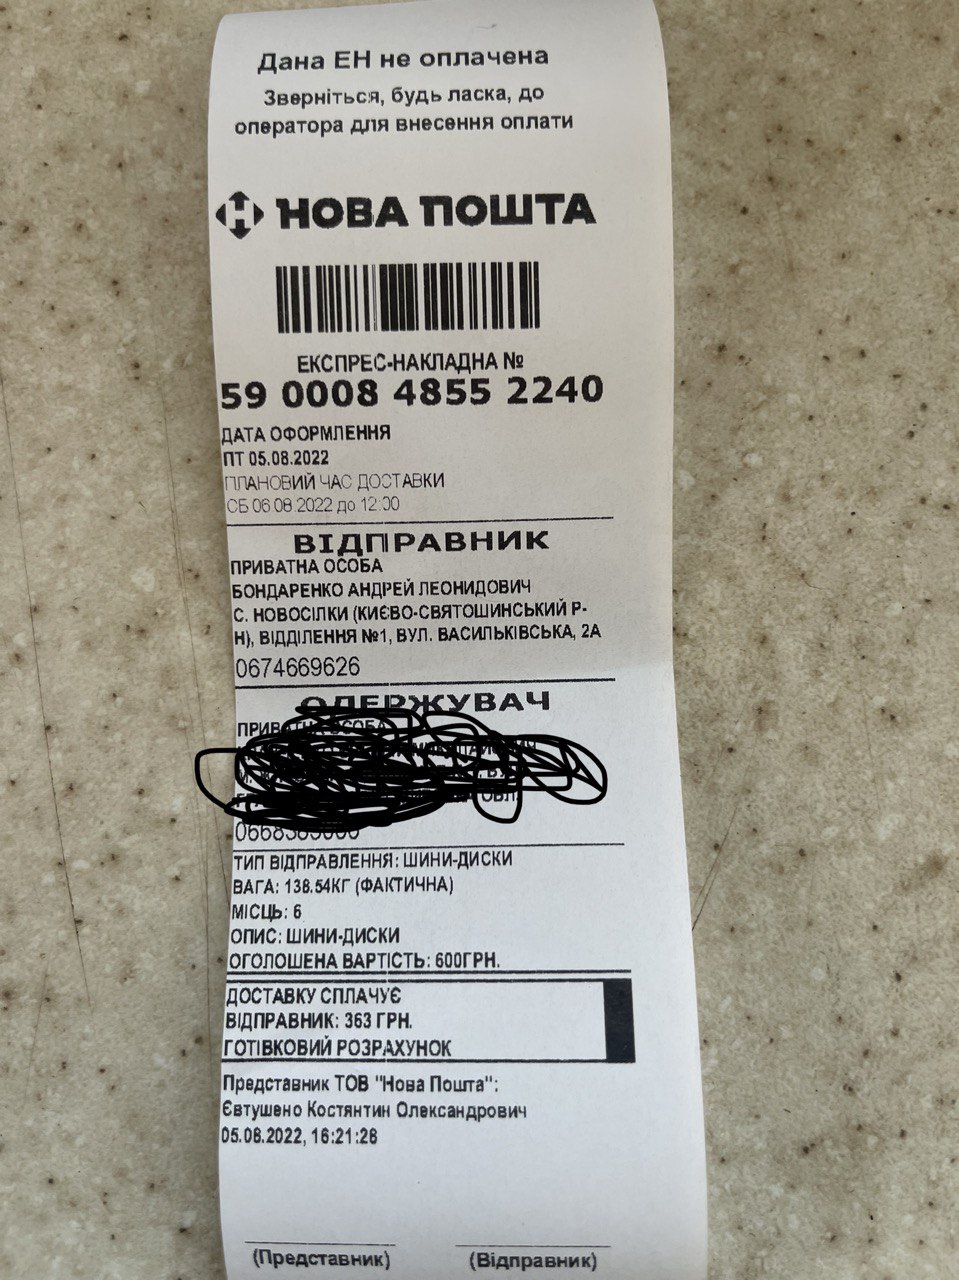 Дана ЕН не оплачена
Зверніться, будь ласка, до
оператора для внесення оплати
НОВА ПОШТА
ЕКСПРЕС-НАКЛАДНА №
59 0008 4855 2240
ДАТА ОФОРМЛЕННЯ
ПТ 05.08.2022
ПЛАНОВИЙ ЧАС ДОСТАВКИ
СБ 06.08.2022 до 12:00
ВІДПРАВНИК
ПРИВАТНА ОСОБА
БОНДАРЕНКО АНДРЕЙ ЛЕОНИДОВИЧ
С. НОВОСІЛКИ (КИЄВО-СВЯТОШИНСЬКИЙ Р-
Н), ВІДДІЛЕННЯ №1, ВУЛ. ВАСИЛЬКІВСЬКА, 2А
0674669626
ОДЕРЖУВАЧ
ПРИВАТНА ОСОБА
ТИП ВІДПРАВЛЕННЯ: ШИНИ-ДИСКИ
ВАГА: 138.54КГ (ФАКТИЧНА)
МІСЦЬ: 6
ОПИС: ШИНИ-ДИСКИ
ОГОЛОШЕНА ВАРТІСТЬ: 600ГРН.
ДОСТАВКУ СПЛАЧУЄ
ВІДПРАВНИК: 363 ГРН.
ГОТІВКОВИЙ РОЗРАХУНОК
Представник ТОВ "Нова Пошта":
Євтушено Костянтин Олександрович
05.08.2022, 16:21:28
(Представник) (Відправник)